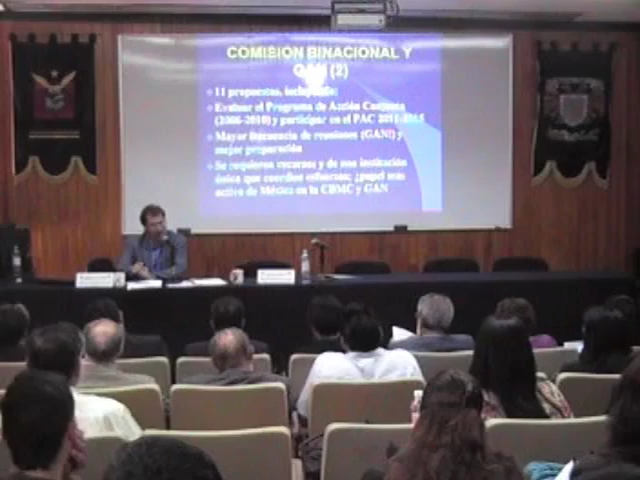 COMISION BINACIONAL Y
(2)
11 propuestas, incluyendo:
Evaluar el Programa de Acción Conjunta
(2006-2010) y participar en el PAC 2011-2015
Mayor frecuencia de reuniones (GANI) y
mejor preparación
Se requieren recursos y de una institución
única que coordine esfuerzos; ¿papel más
activo de México en la CBMC y GAN